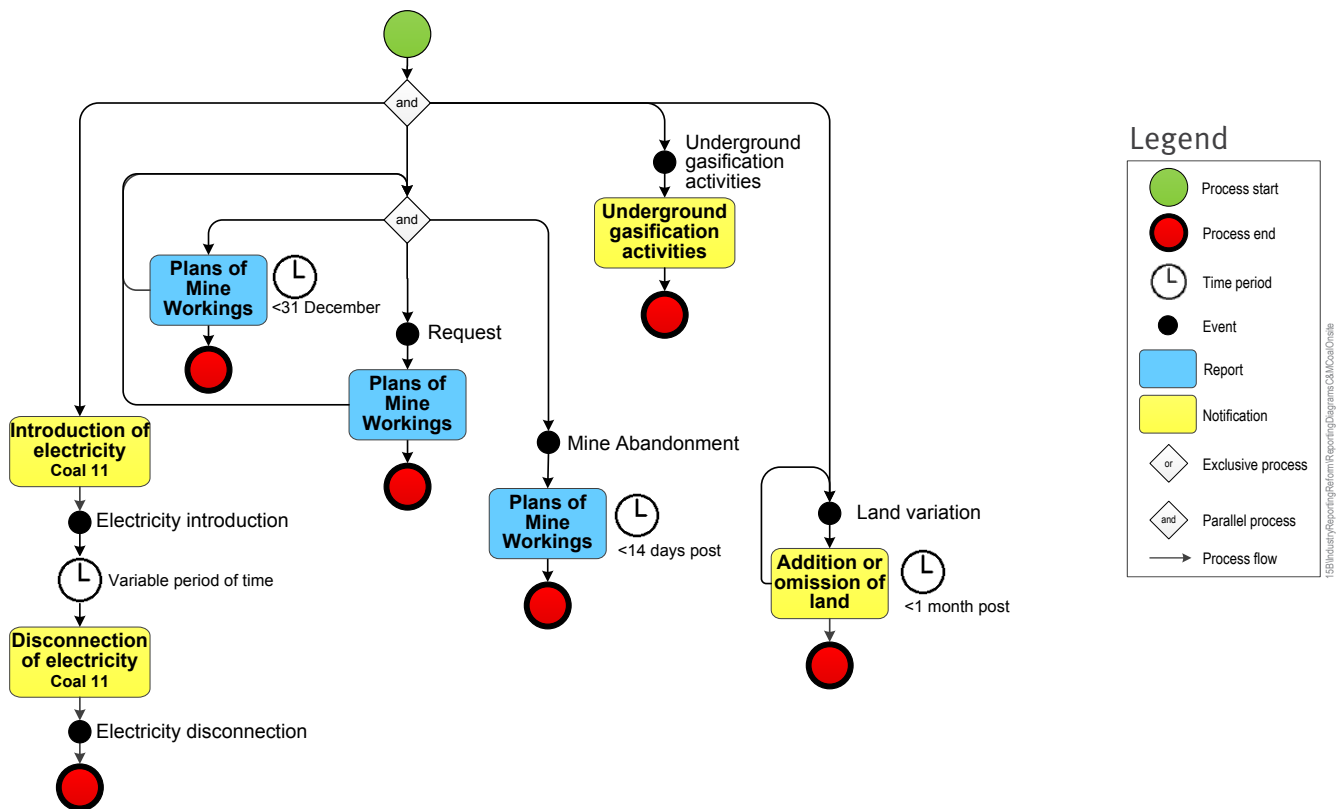 and
Underground
gasification
activities
Underground
gasification
activities
and
Plans of
Mine
Workings
<31 December
Request
Plans of
Mine
Workings
Introduction of
electricity
Coal 11
Electricity introduction
Variable period of time
Disconnection
of electricity
Coal 11
Electricity disconnection
Mine Abandonment
Plans of
Mine
Workings
<14 days post
Land variation
Addition or
omission of
land
<1 month post
Legend
Process start
Process end
Time period
Event
Report
Notification
or
Exclusive process
and
Parallel process
Process flow
15B\IndustryReportingReform\ReportingDiagramsC&MCoalOnsite